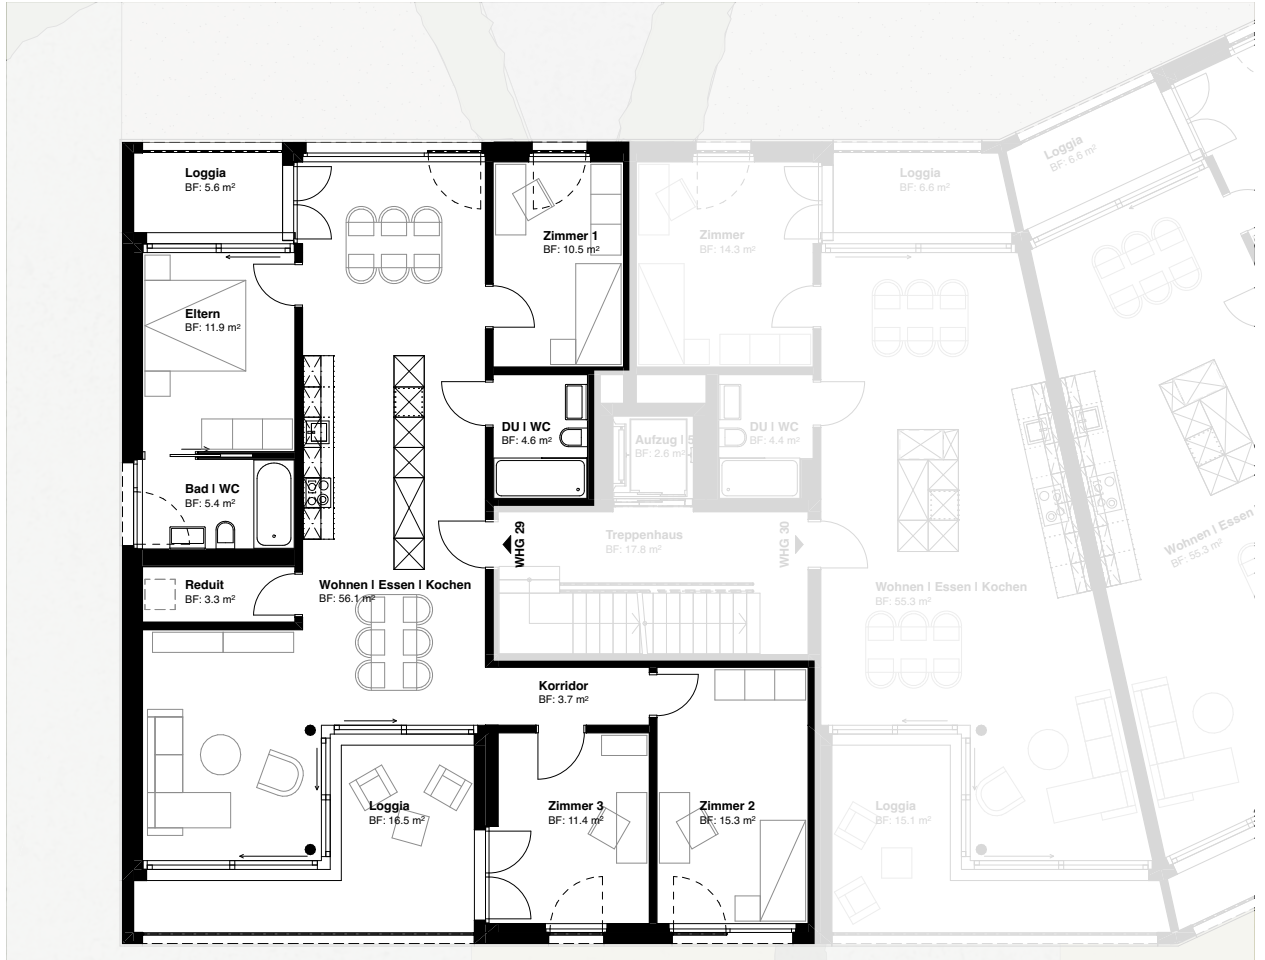 Loggia
BF: 5.6 m²
Zimmer 1
BF: 10.5 m²
Zimmer
BF: 14.3 m²
Loggia
BF: 6.6 m²
Loggia
BF: 6.6 m²
Eltern
BF: 11.9 m²
DU | WC
BF: 4.6 m²
Aufzug | 5
BF: 2.6 m²
DU | WC
BF: 4.4 m²
Bad | WC
BF: 5.4 m²
WHG 29
Treppenhaus
BF: 17.8 m²
WHG 30
Wohnen | Essen
BF: 55.3 m²
Reduit
BF: 3.3 m²
Wohnen | Essen | Kochen
BF: 56.1 m²
Wohnen | Essen | Kochen
BF: 55.3 m²
Korridor
BF: 3.7 m²
Loggia
BF: 16.5 m²
Zimmer 3
BF: 11.4 m²
Zimmer 2
BF: 15.3 m²
Loggia
BF: 15.1 m²